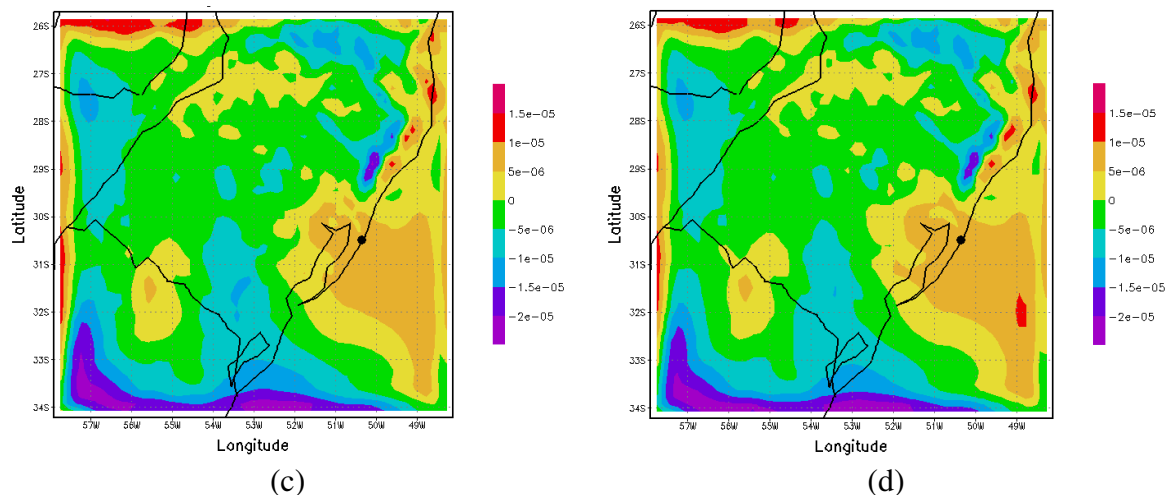 26S
27S
28S
29S
30S
31S
32S
33S
34S
Latitude
57W 56W 55W 54W 53W 52W 51W 50W 49W
Longitude
1.5e-05
1e-05
5e-06
0
-5e-06
-1e-05
-1.5e-05
-2e-05
(c)
26S
27S
28S
29S
30S
31S
32S
33S
34S
Latitude
57W 56W 55W 54W 53W 52W 51W 50W 49W
Longitude
1.5e-05
1e-05
5e-06
0
-5e-06
-1e-05
-1.5e-05
-2e-05
(d)